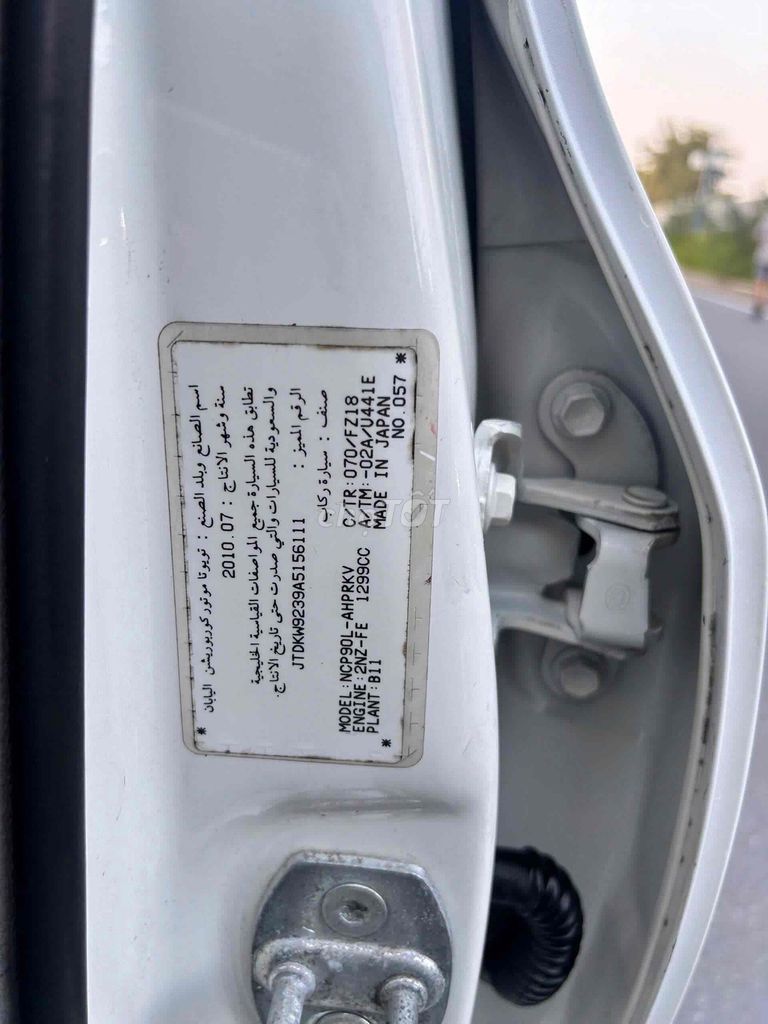 اسم الصانع وبلد الصنع : تويوتا موتور كوربوريشن اليابان
سنة وشهر الانتاج : 2010.07
تطابق هذه السيارة جميع المواصفات القياسية الخليجية
والسعودية للسيارات والتي صدرت حتى تاريخ الانتاج.
الرقم المميز : JTDKW9239A5156111
صنف : سيارة ركاب
MODEL:NCP90L-AHPRKV C/TR:070/FZ18
ENGINE:2NZ-FE 1299CC A/TM:-02A/U441E
PLANT:B11 MADE IN JAPAN
* NO.057 *